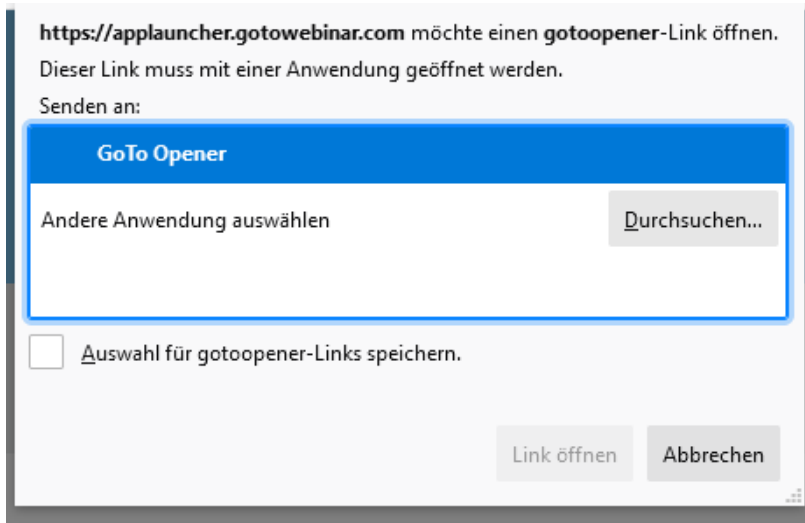 https://applauncher.gotowebinar.com möchte einen gotoopener-Link öffnen.
Dieser Link muss mit einer Anwendung geöffnet werden.
Senden an:
GoTo Opener
Andere Anwendung auswählen Durchsuchen...
Auswahl für gotoopener-Links speichern.
Link öffnen Abbrechen